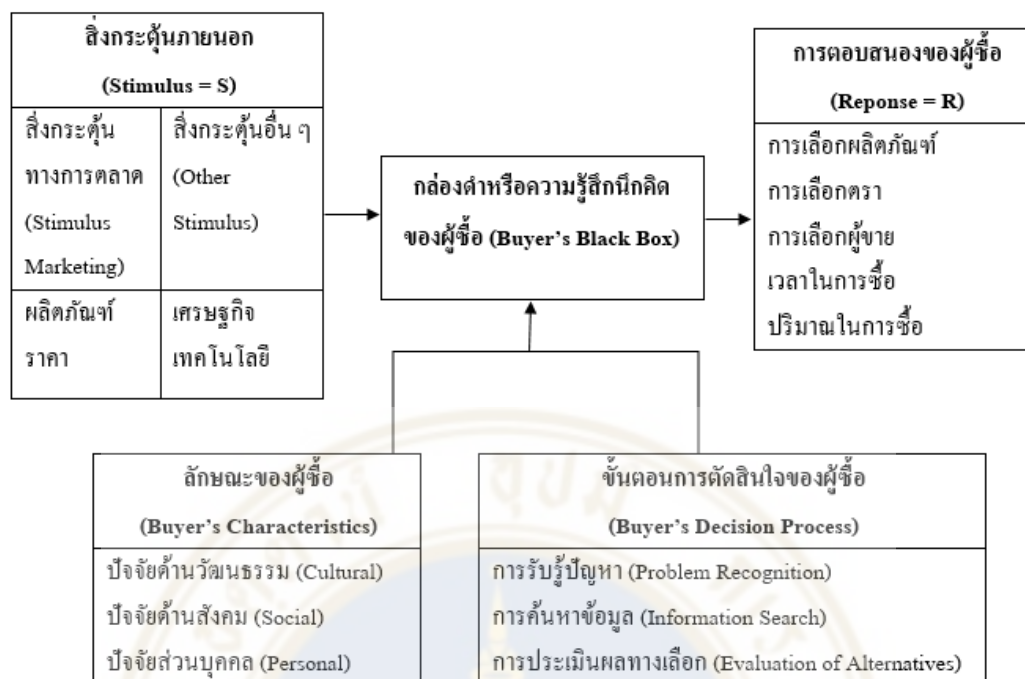 สิ่งกระตุ้นภายนอก
(Stimulus = S)
สิ่งกระตุ้น
ทางการตลาด
(Stimulus
Marketing)
สิ่งกระตุ้นอื่น ๆ
(Other
Stimulus)
ผลิตภัณฑ์
ราคา
เศรษฐกิจ
เทคโนโลยี
กล่องดำหรือความรู้สึกนึกคิด
ของผู้ซื้อ (Buyer's Black Box)
การตอบสนองของผู้ซื้อ
(Reponse = R)
การเลือกผลิตภัณฑ์
การเลือกตรา
การเลือกผู้ขาย
เวลาในการซื้อ
ปริมาณในการซื้อ
ลักษณะของผู้ซื้อ
(Buyer's Characteristics)
ปัจจัยด้านวัฒนธรรม (Cultural)
ปัจจัยด้านสังคม (Social)
ปัจจัยส่วนบุคคล (Personal)
ขั้นตอนการตัดสินใจของผู้ซื้อ
(Buyer's Decision Process)
การรับรู้ปัญหา (Problem Recognition)
การค้นหาข้อมูล (Information Search)
การประเมินผลทางเลือก (Evaluation of Alternatives)